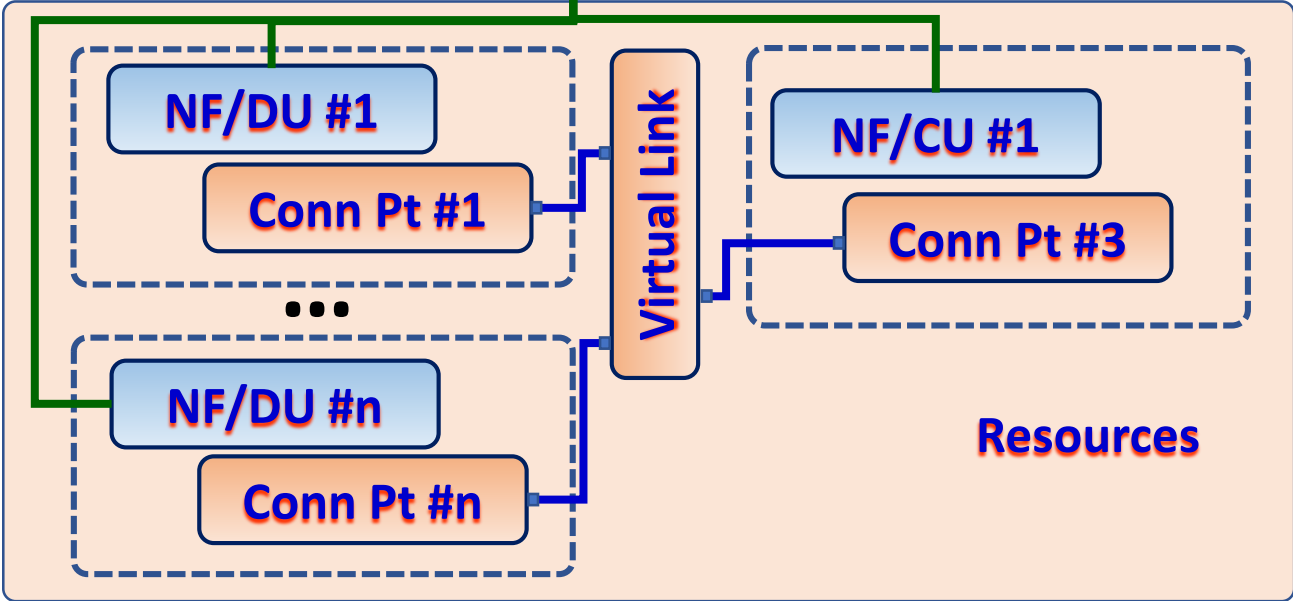 NF/DU #1
Conn Pt #1
...
NF/DU #n
Conn Pt #n
Virtual Link
NF/CU #1
Conn Pt #3
Resources